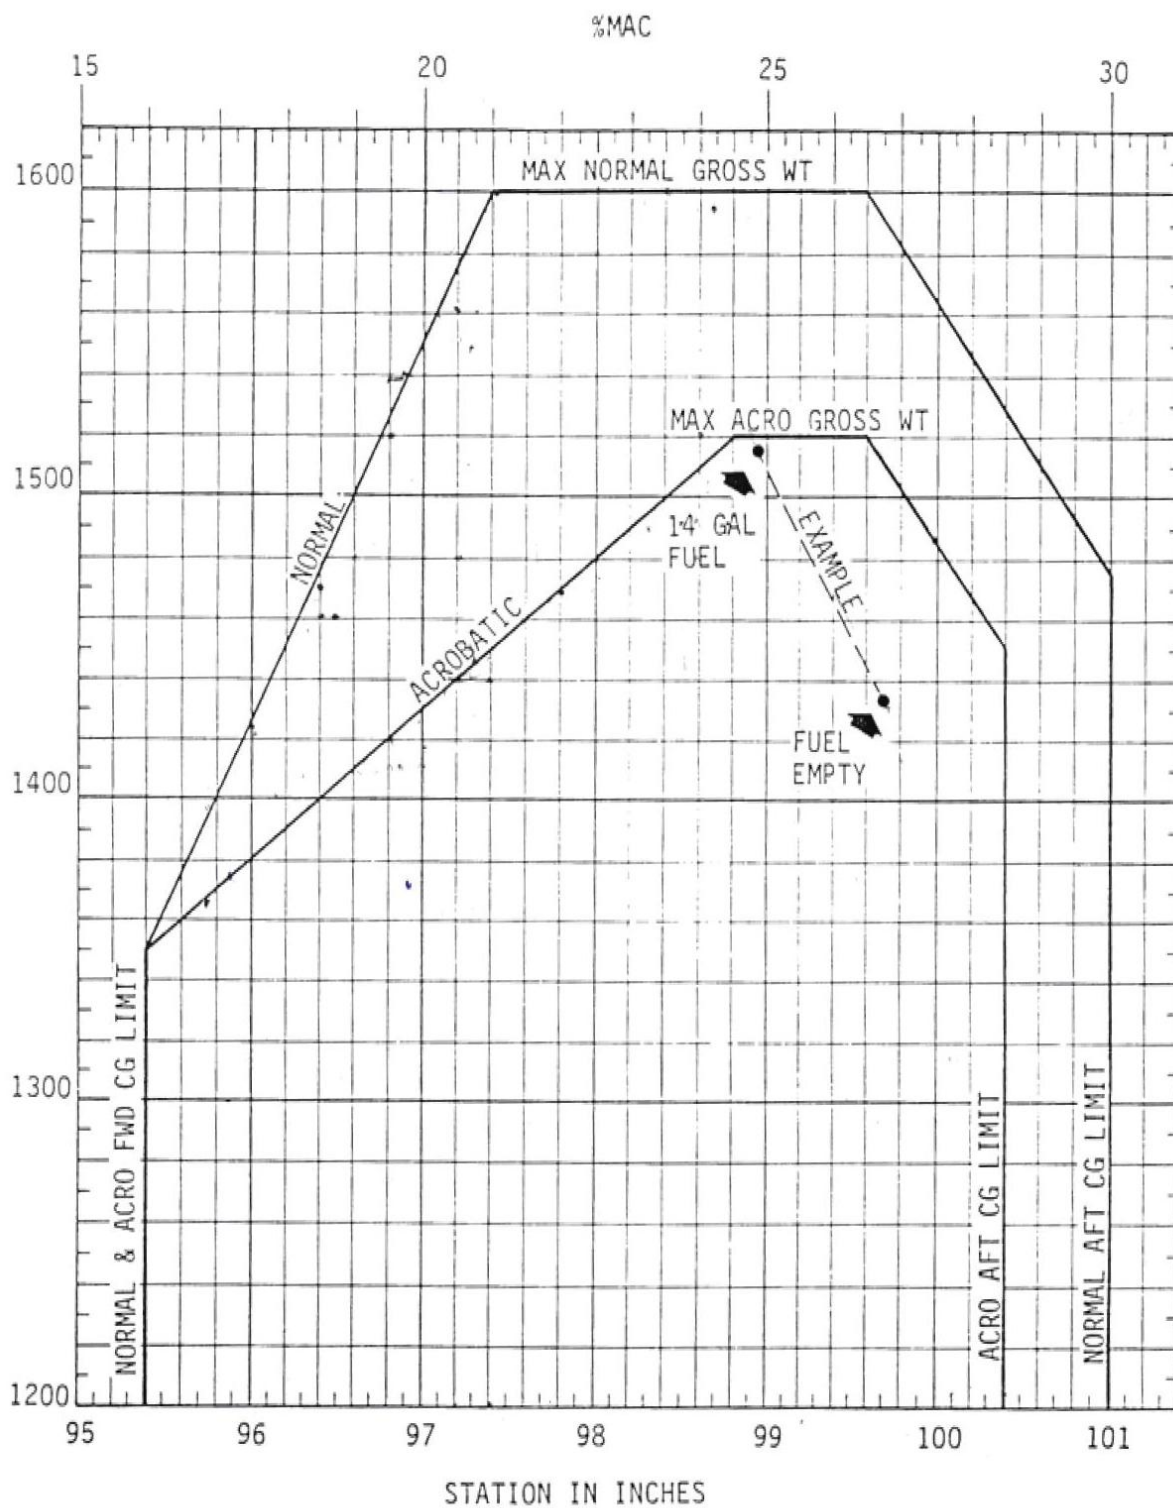 %MAC
15 20 25 30
MAX NORMAL GROSS WT
1600
MAX ACRO GROSS WT
1500
NORMAL
14 GAL
FUEL
EXAMPLE
ACROBATIC
FUEL
EMPTY
1400
1300
NORMAL & ACRO FWD CG LIMIT
ACRO AFT CG LIMIT
NORMAL AFT CG LIMIT
1200
95 96 97 98 99 100 101
STATION IN INCHES